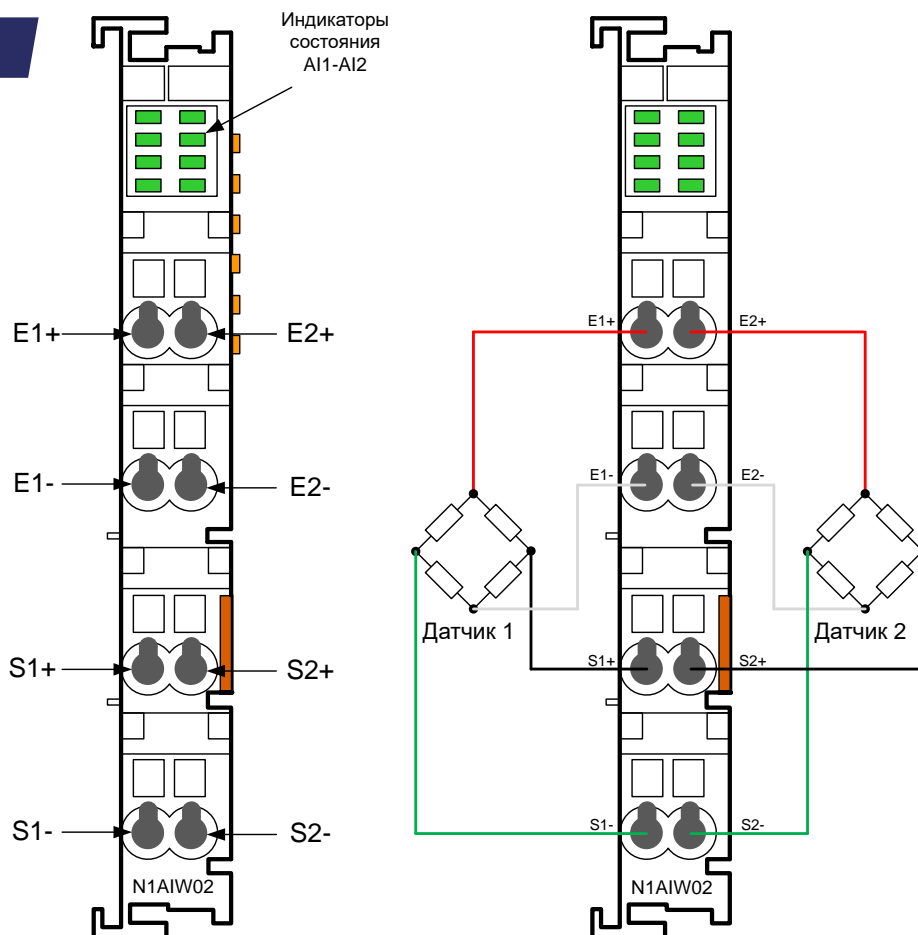 Индикаторы
состояния
AI1-AI2
E1+
E2+
E1-
E2-
S1+
S2+
S1-
S2-
N1AIW02
E1+
E2+
E1-
E2-
Датчик 1
Датчик 2
S1+
S2+
S1-
S2-
N1AIW02